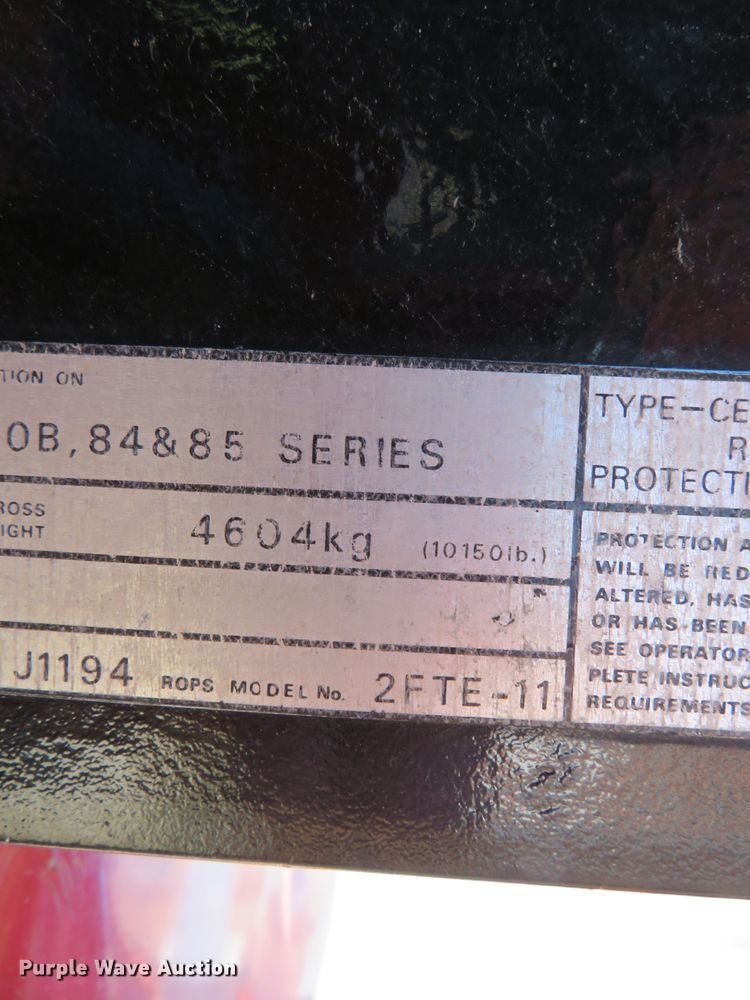 TION ON
0B, 84&85 SERIES
ROSS
IGHT
4604kg (10150lb.)
J1194 ROPS MODEL No. 2FTE-11
TYPE-CE
R
PROTECTI
PROTECTION A
WILL BE RED
ALTERED, HAS
OR HAS BEEN
SEE OPERATOR
PLETE INSTRUC
REQUIREMENTS
Purple Wave Auction